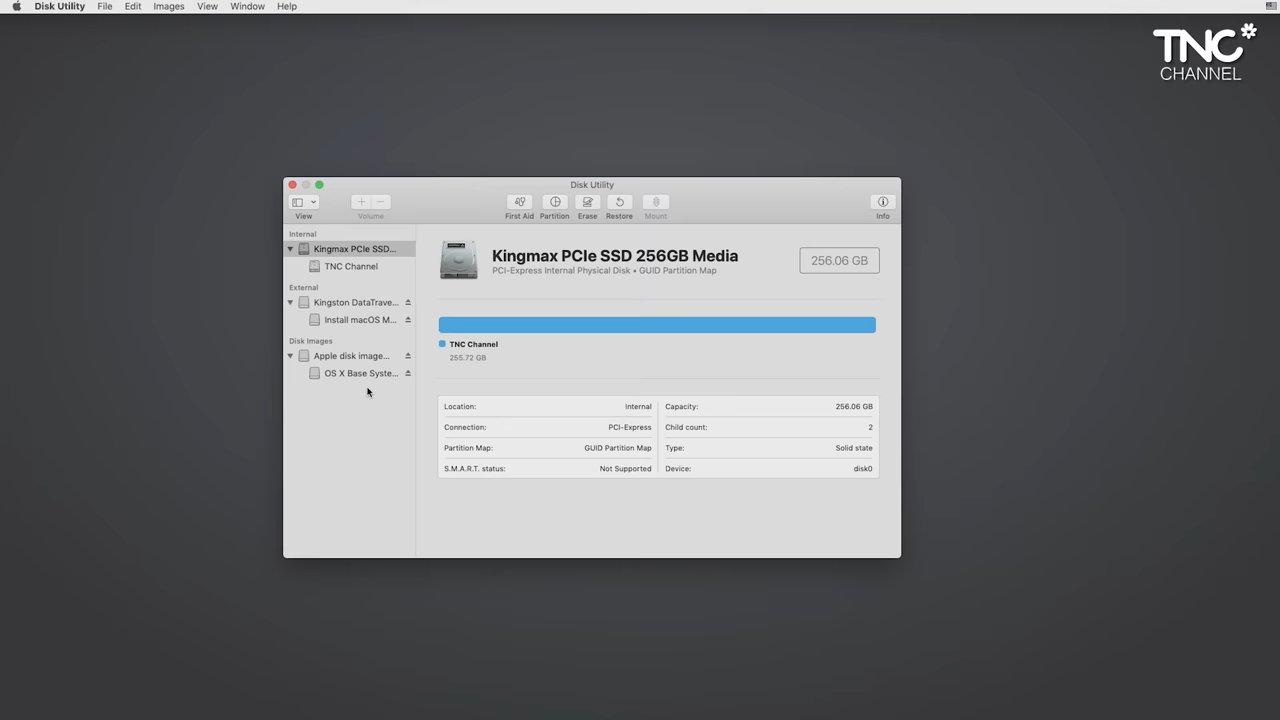 Disk Utility File Edit Images View Window Help
TNC*
CHANNEL
Disk Utility
View
Volume
First Aid
Partition
Erase
Restore
Mount
Info
Internal
Kingmax PCIe SSD...
TNC Channel
External
Kingston DataTrave...
Install macOS M...
Disk Images
Apple disk image...
OS X Base Syste...
Kingmax PCIe SSD 256GB Media
PCI-Express Internal Physical Disk • GUID Partition Map
256.06 GB
TNC Channel
255.72 GB
Location: Internal
Connection: PCI-Express
Partition Map: GUID Partition Map
S.M.A.R.T. status: Not Supported
Capacity: 256.06 GB
Child count: 2
Type: Solid state
Device: disk0